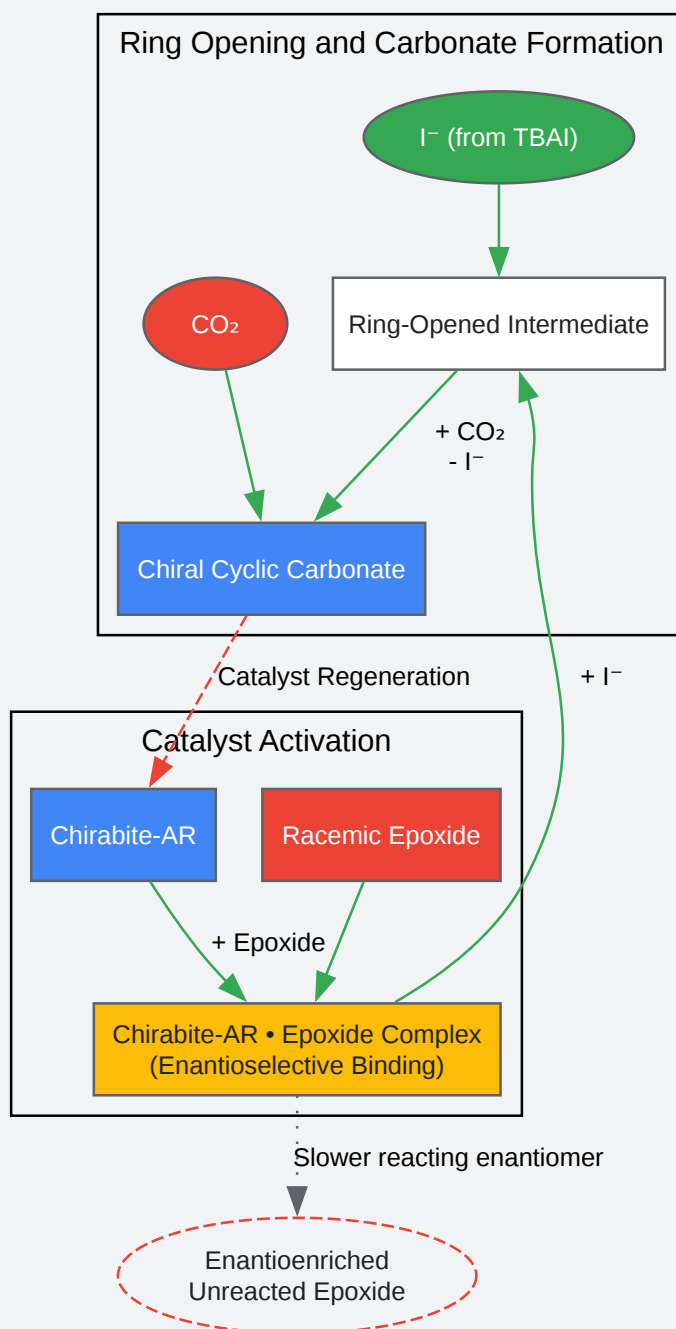 Ring Opening and Carbonate Formation
I⁻ (from TBAI)
CO₂
Ring-Opened Intermediate
+ CO₂
- I⁻
Chiral Cyclic Carbonate
Catalyst Regeneration
+ I⁻
Catalyst Activation
Chirabite-AR
Racemic Epoxide
+ Epoxide
Chirabite-AR • Epoxide Complex
(Enantioselective Binding)
Slower reacting enantiomer
Enantioenriched
Unreacted Epoxide